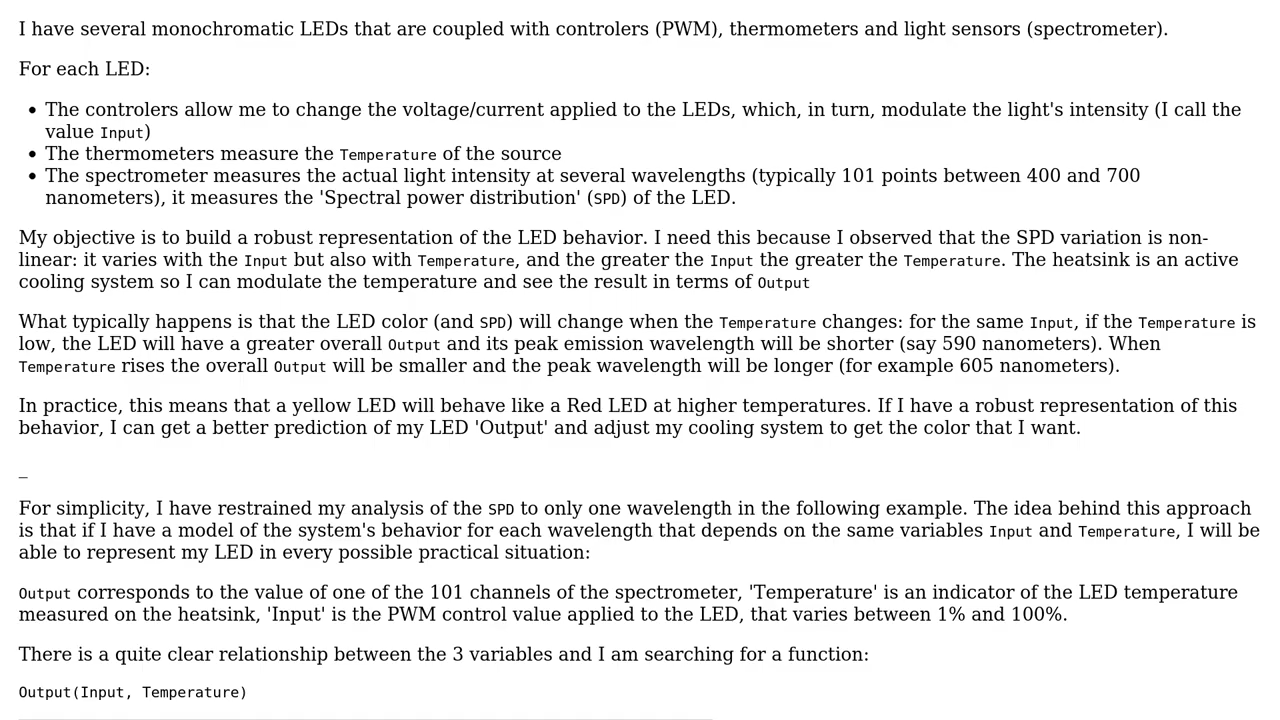 I have several monochromatic LEDs that are coupled with controlers (PWM), thermometers and light sensors (spectrometer).
For each LED:
• The controlers allow me to change the voltage/current applied to the LEDs, which, in turn, modulate the light's intensity (I call the
value Input)
• The thermometers measure the Temperature of the source
• The spectrometer measures the actual light intensity at several wavelengths (typically 101 points between 400 and 700
nanometers), it measures the 'Spectral power distribution' (SPD) of the LED.
My objective is to build a robust representation of the LED behavior. I need this because I observed that the SPD variation is non-
linear: it varies with the Input but also with Temperature, and the greater the Input the greater the Temperature. The heatsink is an active
cooling system so I can modulate the temperature and see the result in terms of Output
What typically happens is that the LED color (and SPD) will change when the Temperature changes: for the same Input, if the Temperature is
low, the LED will have a greater overall Output and its peak emission wavelength will be shorter (say 590 nanometers). When
Temperature rises the overall Output will be smaller and the peak wavelength will be longer (for example 605 nanometers).
In practice, this means that a yellow LED will behave like a Red LED at higher temperatures. If I have a robust representation of this
behavior, I can get a better prediction of my LED 'Output' and adjust my cooling system to get the color that I want.
_
For simplicity, I have restrained my analysis of the SPD to only one wavelength in the following example. The idea behind this approach
is that if I have a model of the system's behavior for each wavelength that depends on the same variables Input and Temperature, I will be
able to represent my LED in every possible practical situation:
Output corresponds to the value of one of the 101 channels of the spectrometer, 'Temperature' is an indicator of the LED temperature
measured on the heatsink, 'Input' is the PWM control value applied to the LED, that varies between 1% and 100%.
There is a quite clear relationship between the 3 variables and I am searching for a function:
Output(Input, Temperature)